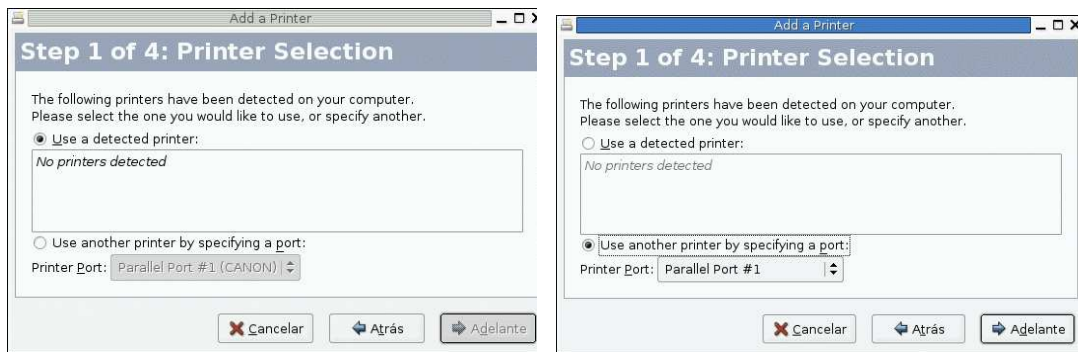 Add a Printer
Step 1 of 4: Printer Selection
The following printers have been detected on your computer.
Please select the one you would like to use, or specify another.
Use a detected printer:
No printers detected
Use another printer by specifying a port:
Printer Port: Parallel Port #1 (CANON)
Cancelar Atrás Adelante
Add a Printer
Step 1 of 4: Printer Selection
The following printers have been detected on your computer.
Please select the one you would like to use, or specify another.
Use a detected printer:
No printers detected
Use another printer by specifying a port:
Printer Port: Parallel Port #1
Cancelar Atrás Adelante